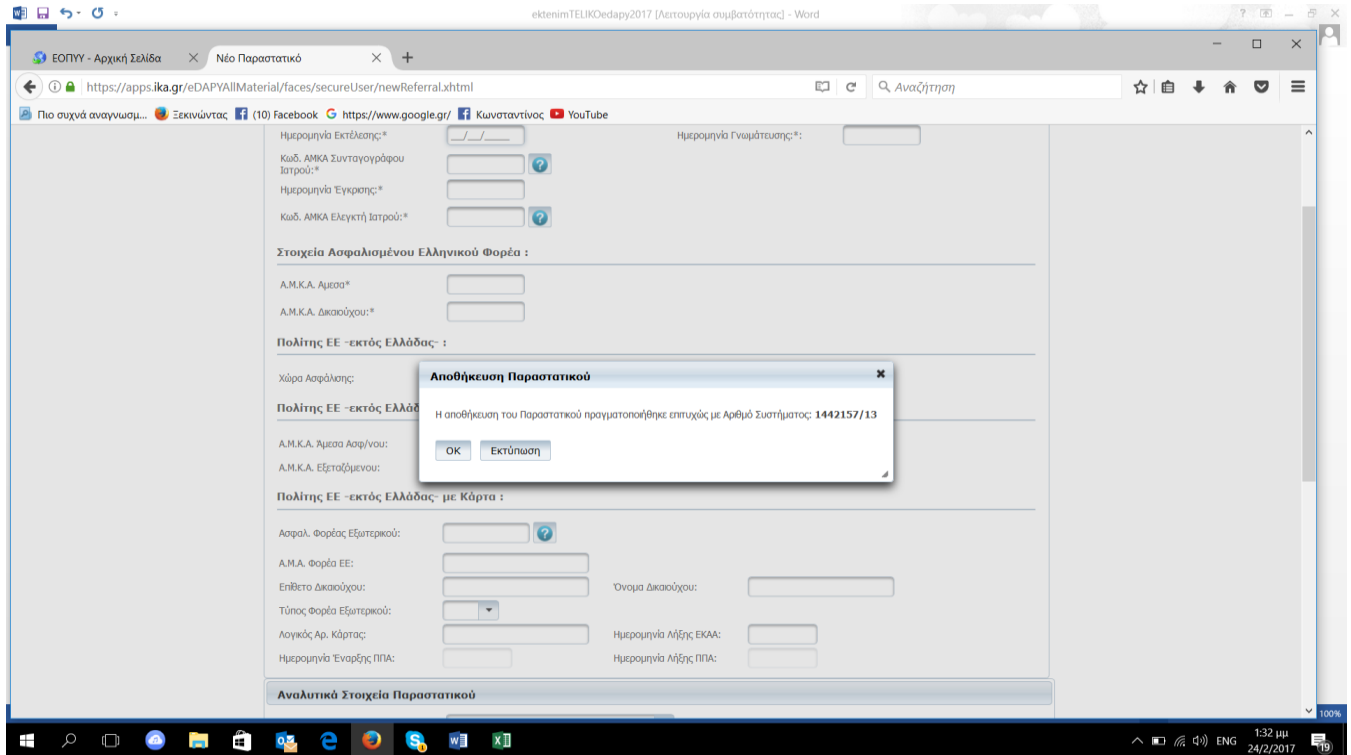 ektenimTELIKOedapy2017 [Λειτουργία συμβατότητας] - Word
ΕΟΠΥΥ - Αρχική Σελίδα
Νέο Παραστατικό
https://apps.ika.gr/eDAPYAllMaterial/faces/secureUser/newReferral.xhtml
Αναζήτηση
Πιο συχνά αναγνωσμ... Ξεκινώντας (10) Facebook https://www.google.gr/ Κωνσταντίνος YouTube
Ημερομηνία Εκτέλεσης:* __/__/____ Ημερομηνία Γνωμάτευσης:*:
Κωδ. ΑΜΚΑ Συνταγογράφου
Ιατρού:*
Ημερομηνία Έγκρισης:*
Κωδ. ΑΜΚΑ Ελεγκτή Ιατρού:*
Στοιχεία Ασφαλισμένου Ελληνικού Φορέα :
Α.Μ.Κ.Α. Αμεσα*
Α.Μ.Κ.Α. Δικαιούχου:*
Πολίτης ΕΕ -εκτός Ελλάδας- :
Χώρα Ασφάλισης:
Πολίτης ΕΕ -εκτός Ελλάδ
Α.Μ.Κ.Α. Άμεσα Ασφ/νου:
Α.Μ.Κ.Α. Εξεταζόμενου:
Αποθήκευση Παραστατικού
Η αποθήκευση του Παραστατικού πραγματοποιήθηκε επιτυχώς με Αριθμό Συστήματος: 1442157/13
OK Εκτύπωση
Πολίτης ΕΕ -εκτός Ελλάδας- με Κάρτα :
Ασφαλ. Φορέας Εξωτερικού:
Α.Μ.Α. Φορέα ΕΕ:
Επίθετο Δικαιούχου: Όνομα Δικαιούχου:
Τύπος Φορέα Εξωτερικού:
Λογικός Αρ. Κάρτας: Ημερομηνία Λήξης ΕΚΑΑ:
Ημερομηνία Έναρξης ΠΠΑ: Ημερομηνία Λήξης ΠΠΑ:
Αναλυτικά Στοιχεία Παραστατικού
100%
ENG
1:32 μμ
24/2/2017
19